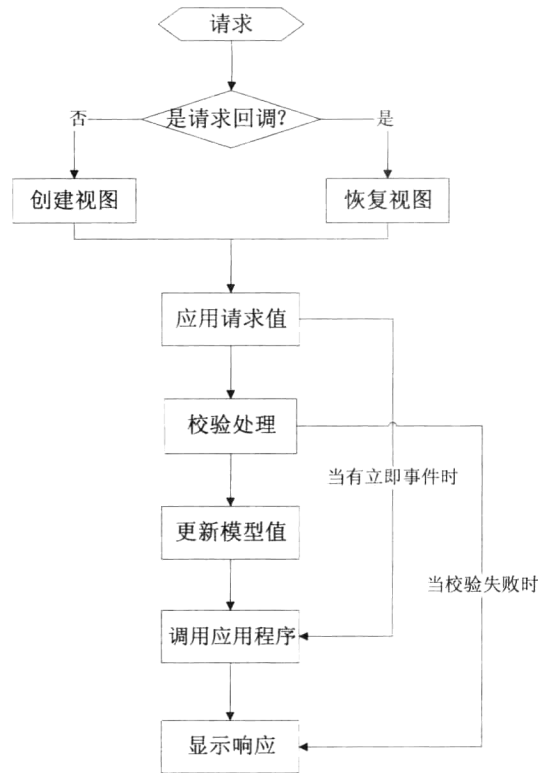 请求
是请求回调?
否
是
创建视图
恢复视图
应用请求值
校验处理
当有立即事件时
更新模型值
当校验失败时
调用应用程序
显示响应